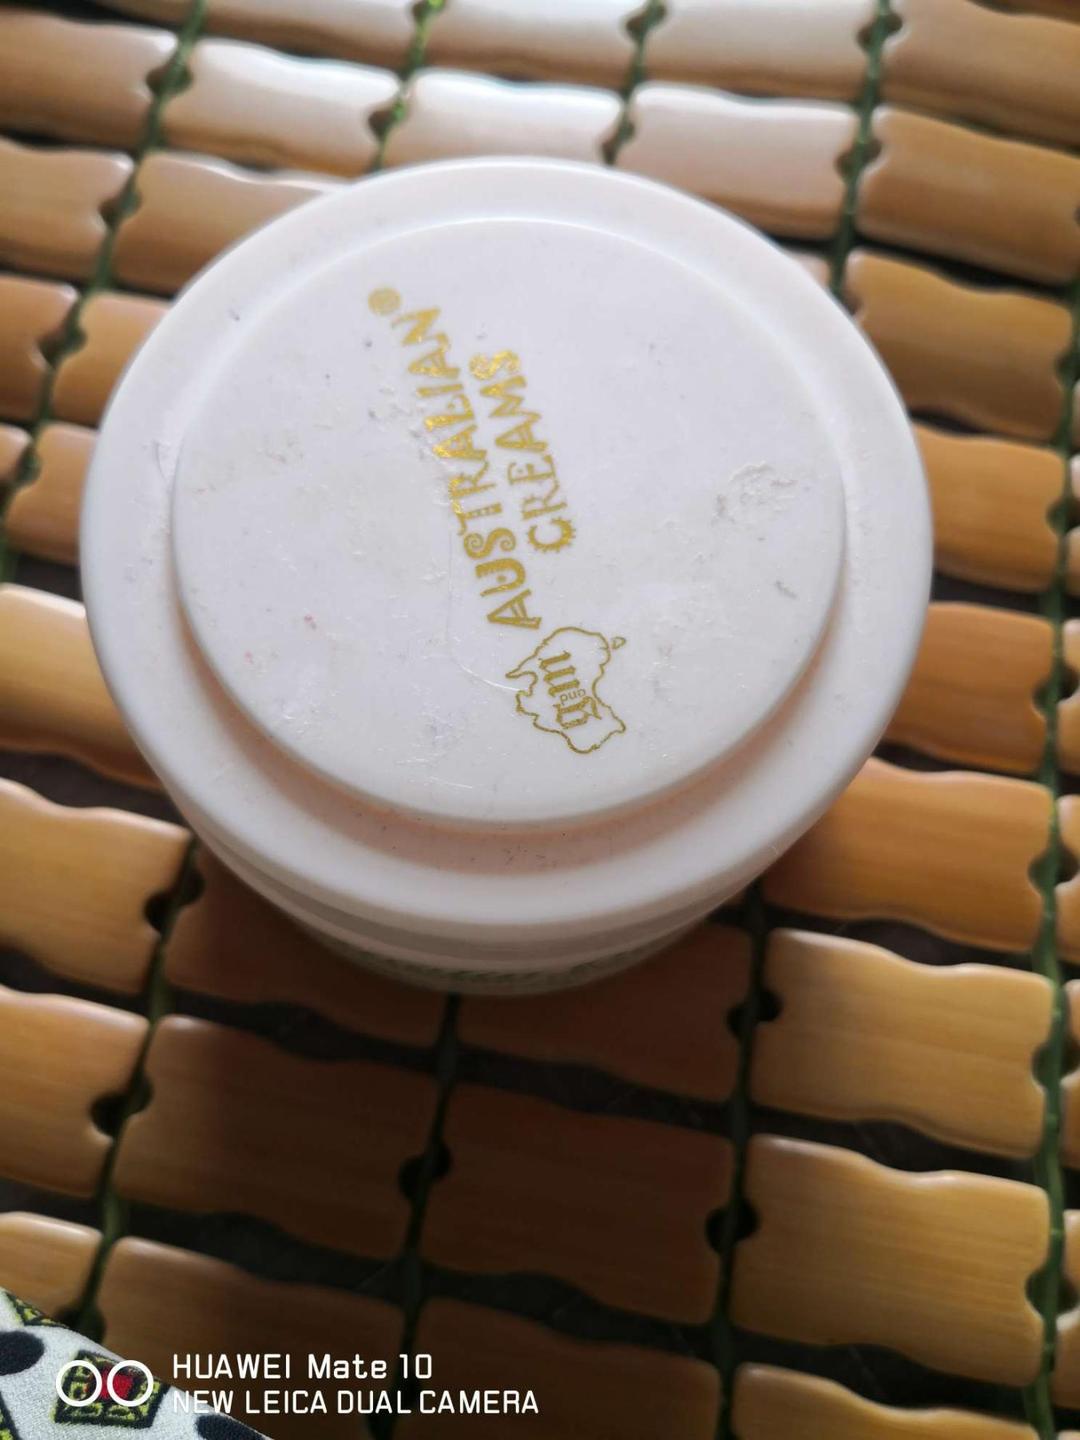 AUSTRALIAN®
CREAMS
HUAWEI Mate 10
NEW LEICA DUAL CAMERA